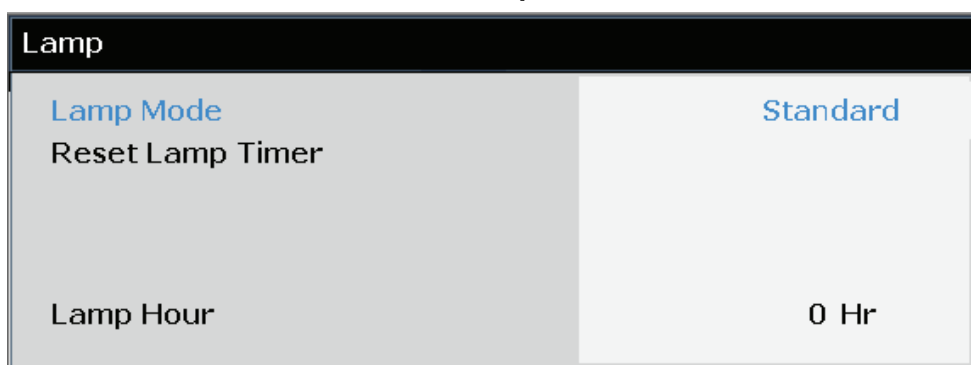 Lamp
Lamp Mode Standard
Reset Lamp Timer
Lamp Hour 0 Hr